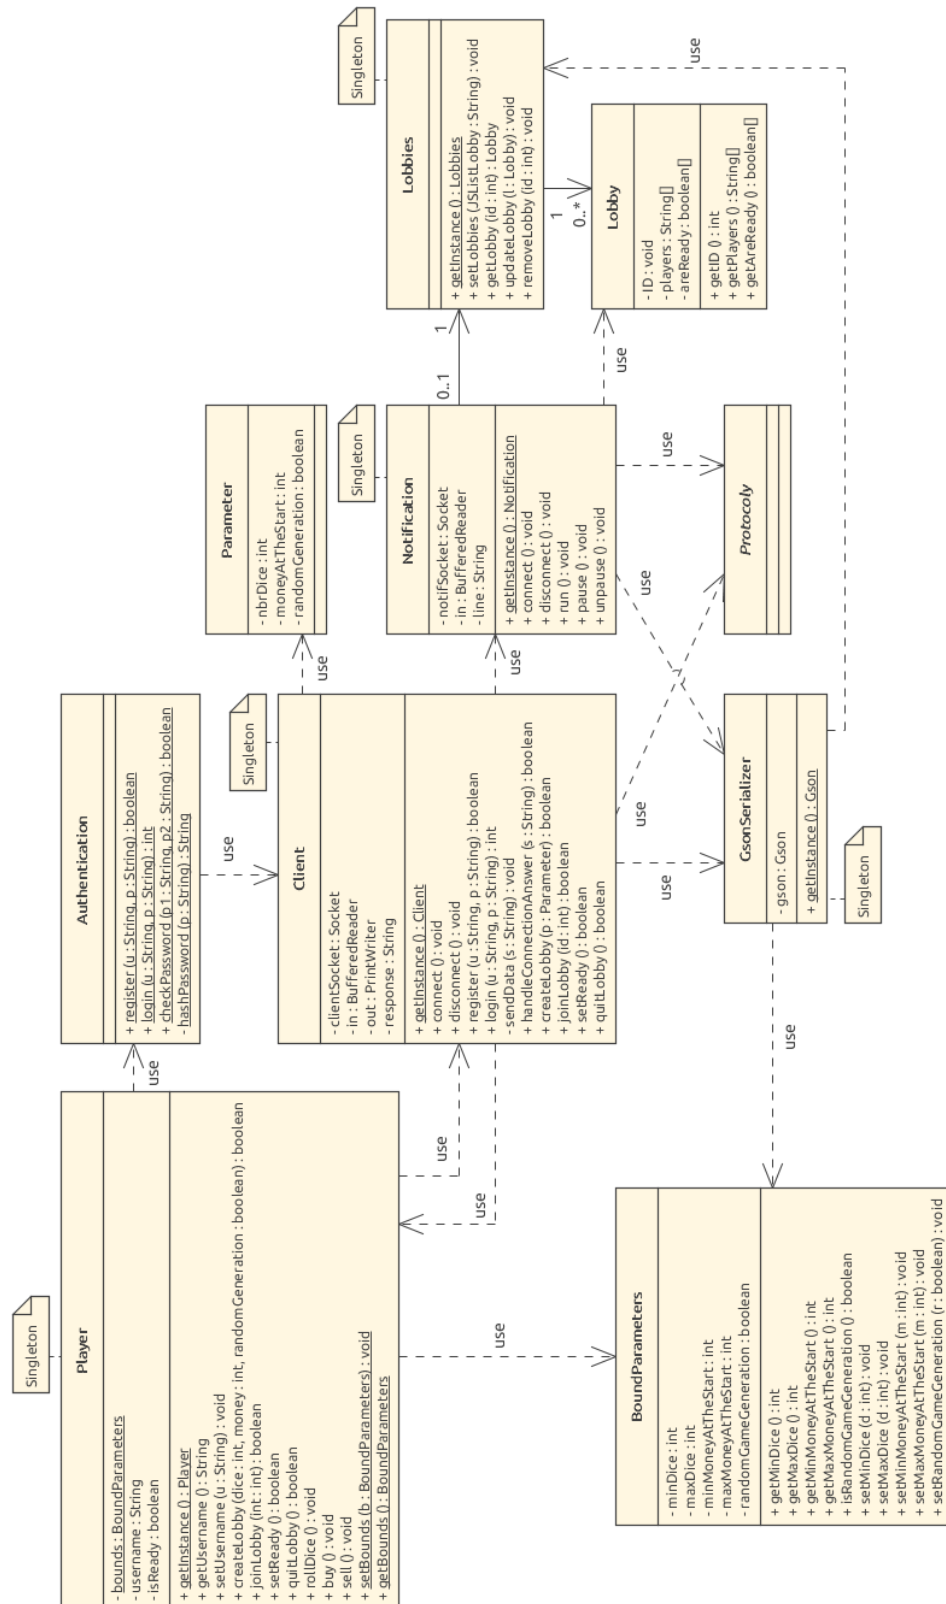 Singleton
Player
- bounds : BoundParameters
- username : String
- isReady : boolean
+ getInstance () : Player
+ getUsername () : String
+ setUsername (u : String) : void
+ createLobby (dice : int, money : int, randomGeneration : boolean) : boolean
+ joinLobby (int : int) : boolean
+ setReady () : boolean
+ quitLobby () : boolean
+ rollDice () : void
+ buy () : void
+ sell () : void
+ setBounds (b : BoundParameters) : void
+ getBounds () : BoundParameters
use
Authentication
+ register (u : String, p : String) : boolean
+ login (u : String, p : String) : int
+ checkPassword (p1 : String, p2 : String) : boolean
- hashPassword (p : String) : String
use
Singleton
Client
- clientSocket : Socket
- in : BufferedReader
- out : PrintWriter
- response : String
+ getInstance () : Client
+ connect () : void
+ disconnect () : void
+ register (u : String, p : String) : boolean
+ login (u : String, p : String) : int
- sendData (s : String) : void
+ handleConnectionAnswer (s : String) : boolean
+ createLobby (p : Parameter) : boolean
+ joinLobby (id : int) : boolean
+ setReady () : boolean
+ quitLobby () : boolean
use
use
use
Parameter
- nbrDice : int
- moneyAtTheStart : int
- randomGeneration : boolean
Singleton
Notification
- notifSocket : Socket
- in : BufferedReader
- line : String
+ getInstance () : Notification
+ connect () : void
+ disconnect () : void
+ run () : void
+ pause () : void
+ unpause () : void
use
0..1
1
Singleton
Lobbies
+ getInstance () : Lobbies
+ setLobbies (JSListLobby : String) : void
+ getLobby (id : int) : Lobby
+ updateLobby (l : Lobby) : void
+ removeLobby (id : int) : void
1
0..*
use
Lobby
- ID : void
- players : String[]
- areReady : boolean[]
+ getID () : int
+ getPlayers () : String[]
+ getAreReady () : boolean[]
use
use
use
use
use
use
BoundParameters
- minDice : int
- maxDice : int
- minMoneyAtTheStart : int
- maxMoneyAtTheStart : int
- randomGameGeneration : boolean
+ getMinDice () : int
+ getMaxDice () : int
+ getMinMoneyAtTheStart () : int
+ getMaxMoneyAtTheStart () : int
+ isRandomGameGeneration () : boolean
+ setMinDice (d : int) : void
+ setMaxDice (d : int) : void
+ setMinMoneyAtTheStart (m : int) : void
+ setMaxMoneyAtTheStart (m : int) : void
+ setRandomGameGeneration (r : boolean) : void
use
GsonSerializer
- gson : Gson
+ getInstance () : Gson
Singleton
Protocoly